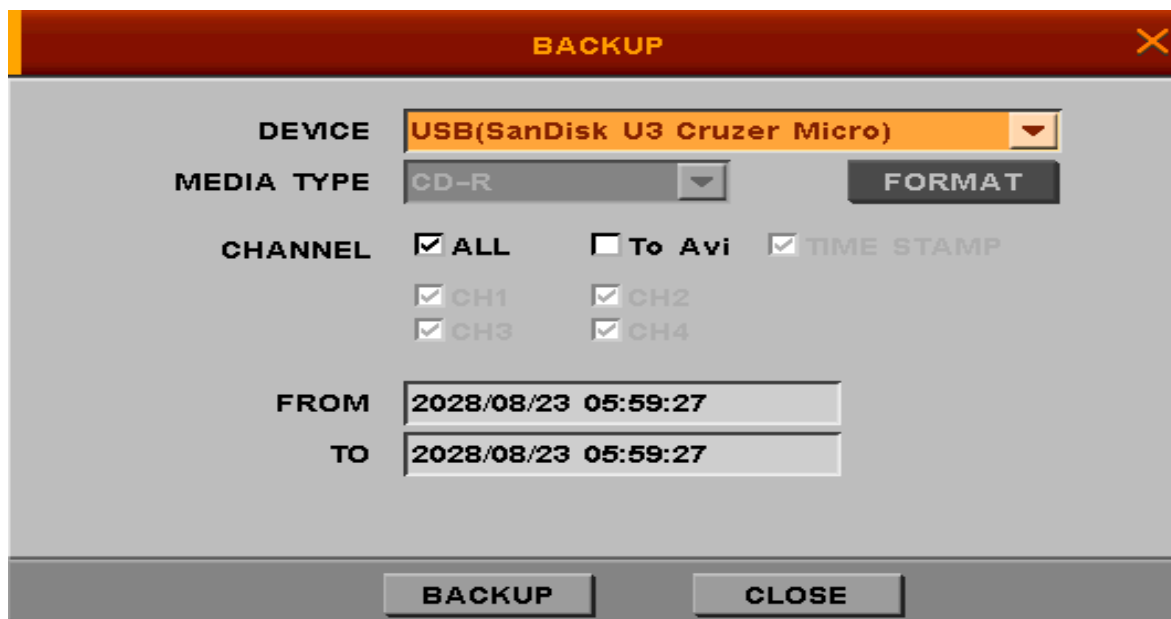 BACKUP
DEVICE USB(SanDisk U3 Cruzer Micro)
MEDIA TYPE CD-R FORMAT
CHANNEL ALL To Avi TIME STAMP
CH1 CH2
CH3 CH4
FROM 2028/08/23 05:59:27
TO 2028/08/23 05:59:27
BACKUP CLOSE